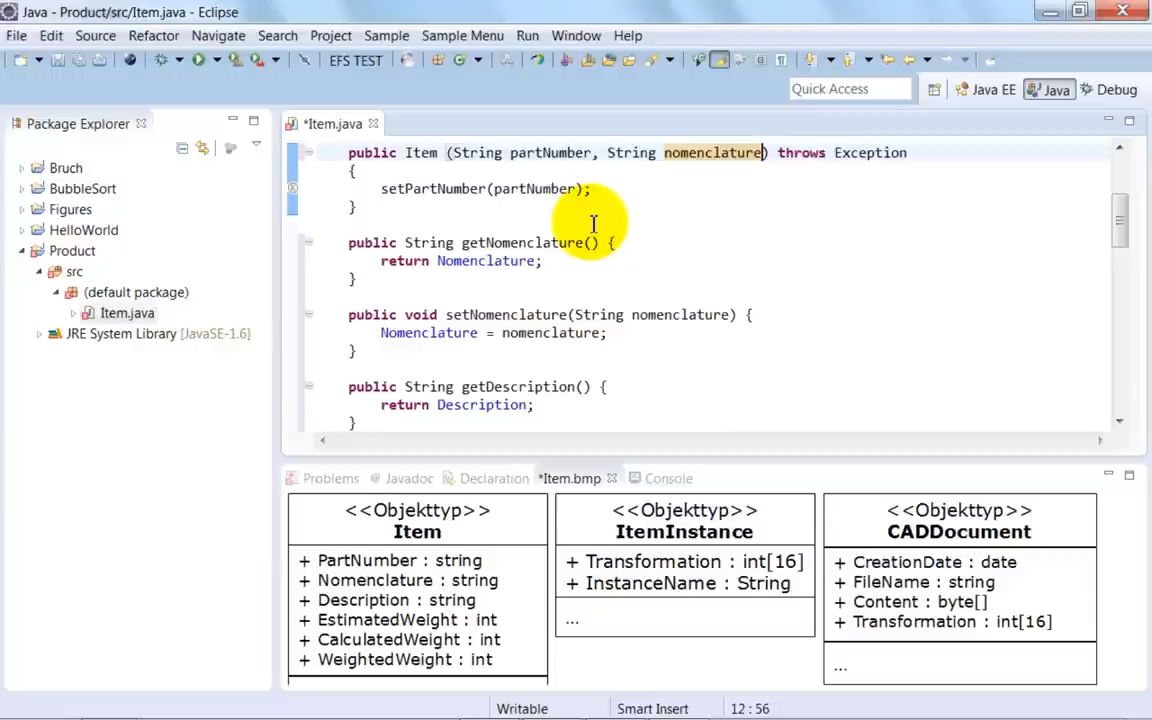 Java - Product/src/Item.java - Eclipse
File Edit Source Refactor Navigate Search Project Sample Sample Menu Run Window Help
EFS TEST
Quick Access Java EE Java Debug
Package Explorer
Bruch
BubbleSort
Figures
HelloWorld
Product
src
(default package)
Item.java
JRE System Library [JavaSE-1.6]
*Item.java
public Item (String partNumber, String nomenclature) throws Exception
{
setPartNumber(partNumber);
}
public String getNomenclature() {
return Nomenclature;
}
public void setNomenclature(String nomenclature) {
Nomenclature = nomenclature;
}
public String getDescription() {
return Description;
}
Problems @ Javadoc Declaration *Item.bmp Console
<<Objekttyp>>
Item
+ PartNumber : string
+ Nomenclature : string
+ Description : string
+ EstimatedWeight : int
+ CalculatedWeight : int
+ WeightedWeight : int
<<Objekttyp>>
ItemInstance
+ Transformation : int[16]
+ InstanceName : String
...
<<Objekttyp>>
CADDocument
+ CreationDate : date
+ FileName : string
+ Content : byte[]
+ Transformation : int[16]
...
Writable Smart Insert 12 : 56